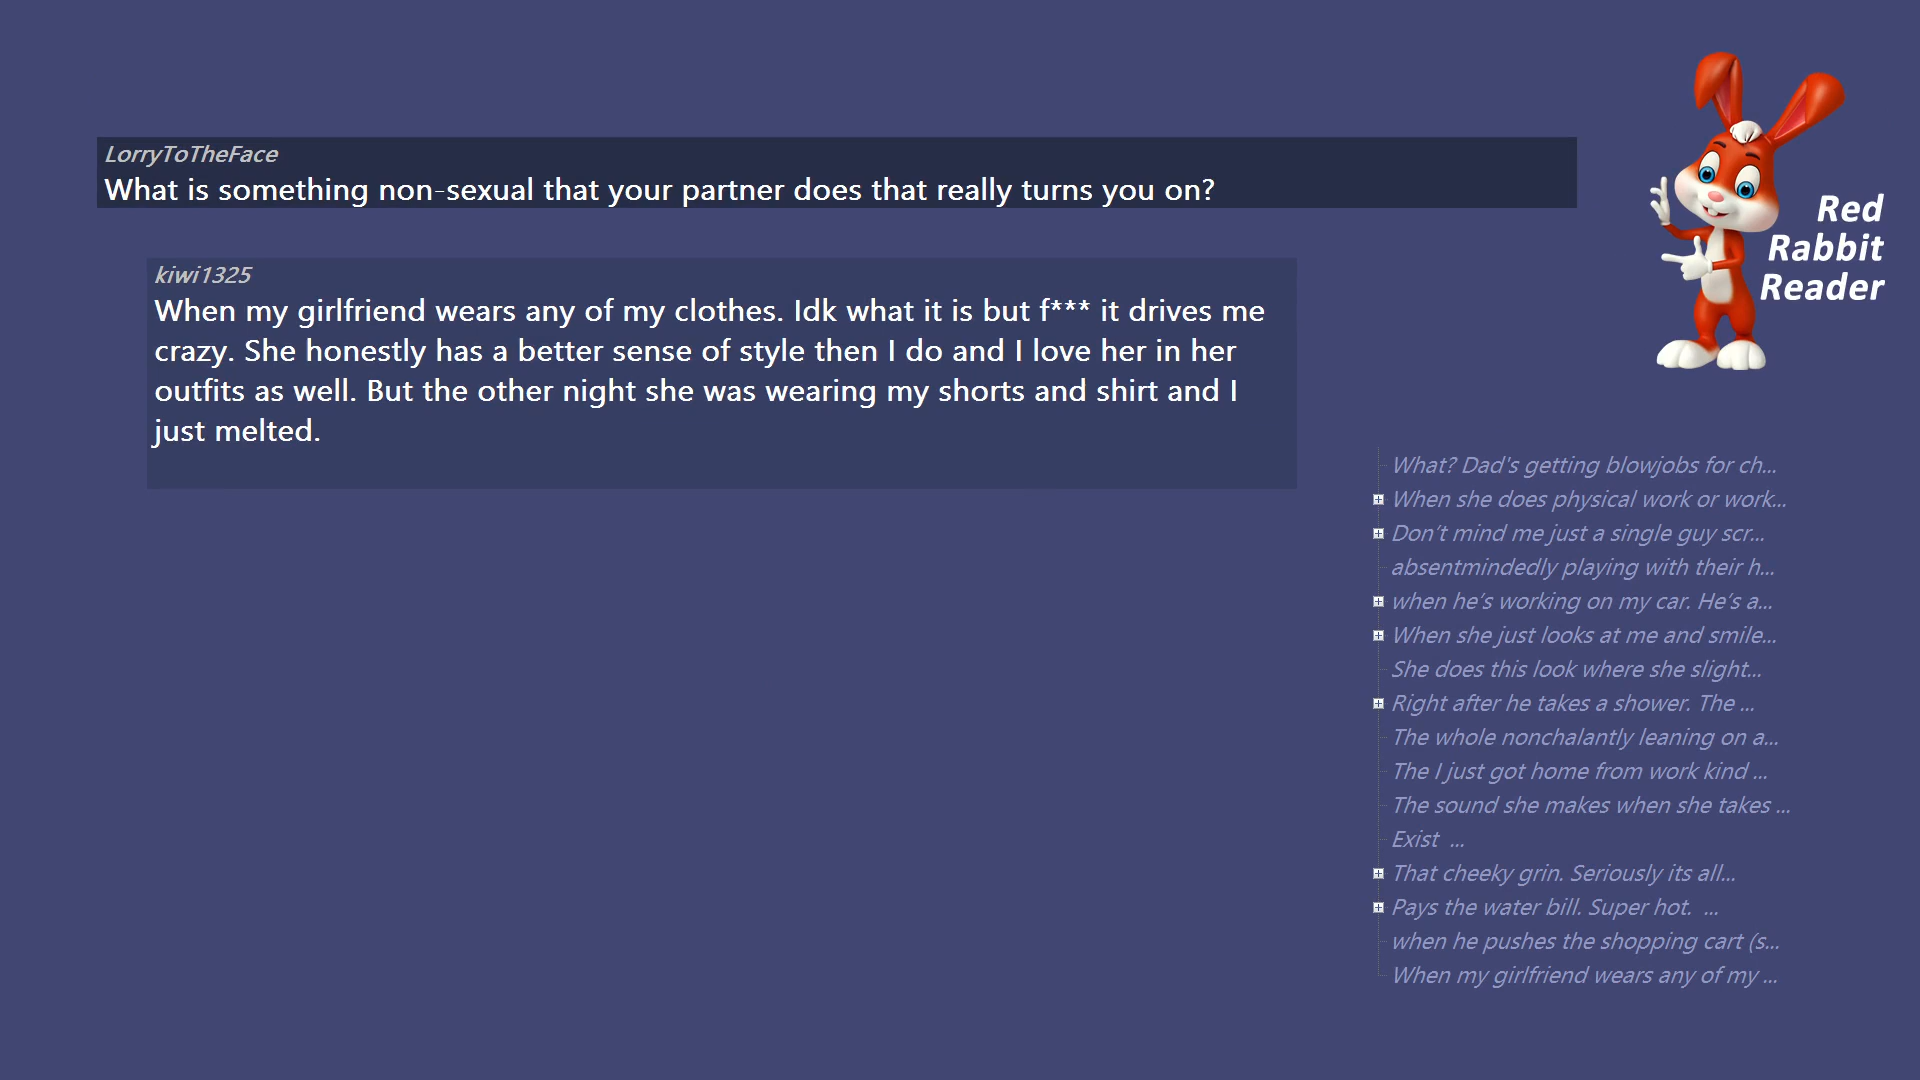 LorryToTheFace
What is something non-sexual that your partner does that really turns you on?
kiwi1325
When my girlfriend wears any of my clothes. Idk what it is but f*** it drives me
crazy. She honestly has a better sense of style then I do and I love her in her
outfits as well. But the other night she was wearing my shorts and shirt and I
just melted.
Red
Rabbit
Reader
What? Dad's getting blowjobs for ch...
When she does physical work or work...
Don’t mind me just a single guy scr...
absentmindedly playing with their h...
when he’s working on my car. He’s a...
When she just looks at me and smile...
She does this look where she slight...
Right after he takes a shower. The ...
The whole nonchalantly leaning on a...
The I just got home from work kind ...
The sound she makes when she takes ...
Exist  ...
That cheeky grin. Seriously its all...
Pays the water bill. Super hot.  ...
when he pushes the shopping cart (s...
When my girlfriend wears any of my ...